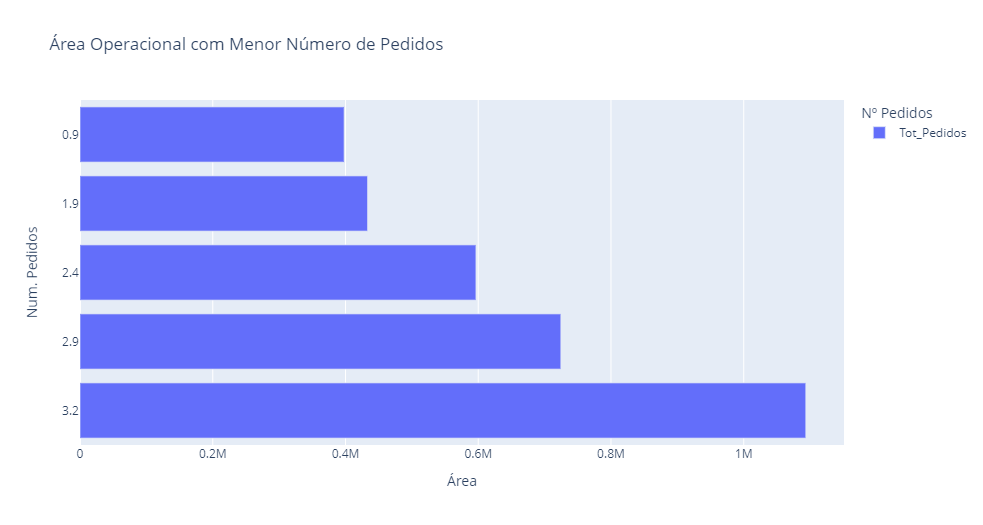 Área Operacional com Menor Número de Pedidos
Nº Pedidos
Tot_Pedidos
Num. Pedidos
0.9
1.9
2.4
2.9
3.2
0
0.2M
0.4M
0.6M
0.8M
1M
Área